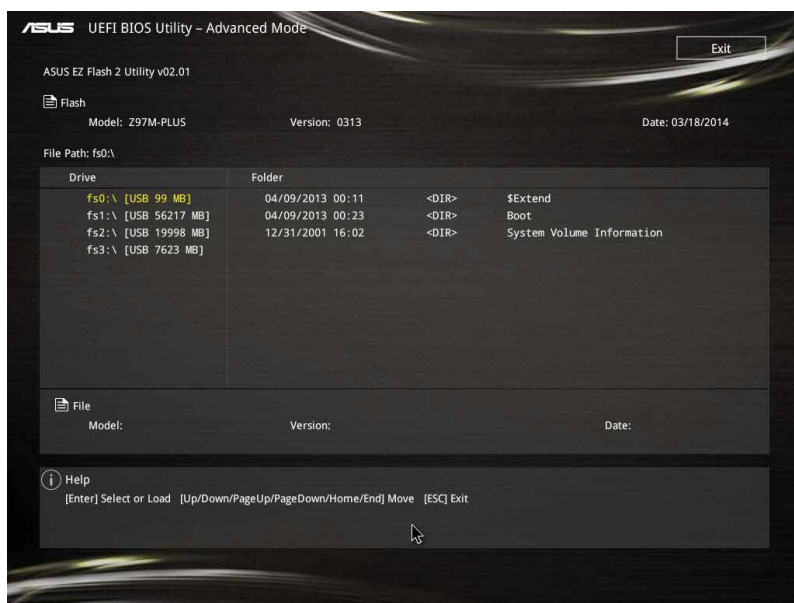 ASUS UEFI BIOS Utility – Advanced Mode
Exit
ASUS EZ Flash 2 Utility v02.01
Flash
Model: Z97M-PLUS Version: 0313 Date: 03/18/2014
File Path: fs0:\
Drive Folder
fs0:\ [USB 99 MB] 04/09/2013 00:11 <DIR> $Extend
fs1:\ [USB 56217 MB] 04/09/2013 00:23 <DIR> Boot
fs2:\ [USB 19998 MB] 12/31/2001 16:02 <DIR> System Volume Information
fs3:\ [USB 7623 MB]
File
Model: Version: Date:
Help
[Enter] Select or Load [Up/Down/PageUp/PageDown/Home/End] Move [ESC] Exit